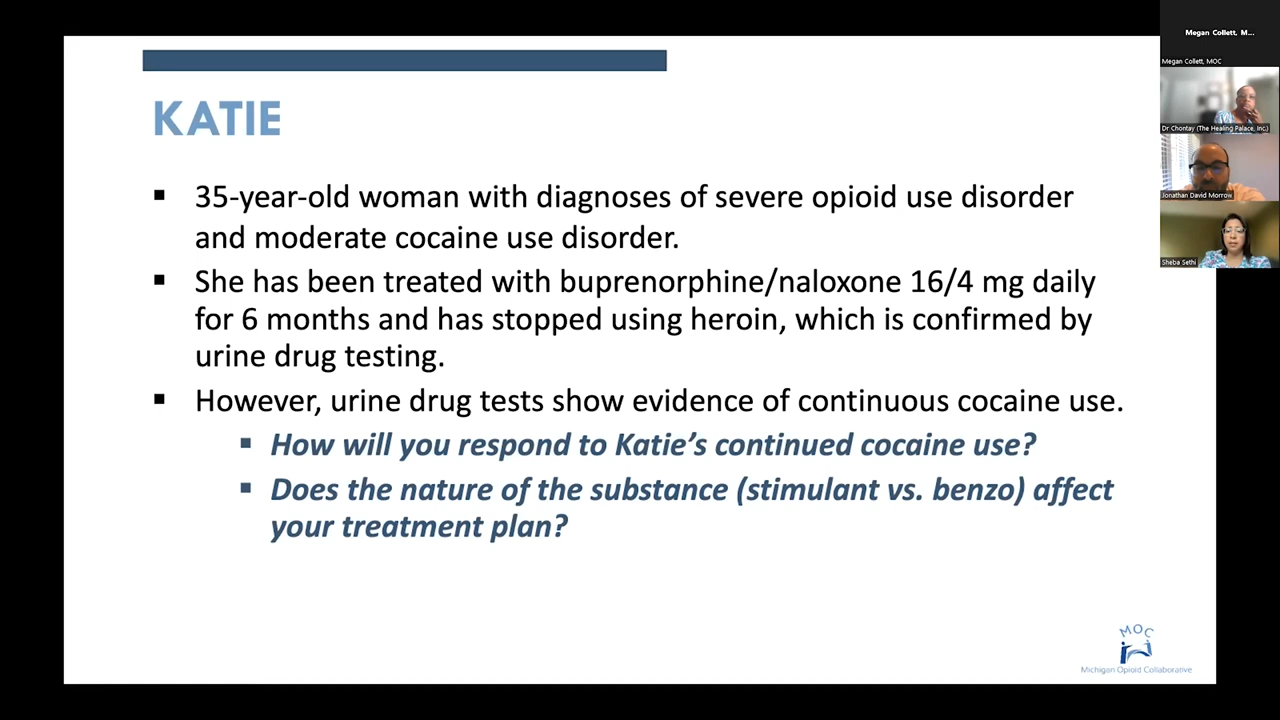 KATIE
▪ 35-year-old woman with diagnoses of severe opioid use disorder
and moderate cocaine use disorder.
▪ She has been treated with buprenorphine/naloxone 16/4 mg daily
for 6 months and has stopped using heroin, which is confirmed by
urine drug testing.
▪ However, urine drug tests show evidence of continuous cocaine use.
▪ How will you respond to Katie's continued cocaine use?
▪ Does the nature of the substance (stimulant vs. benzo) affect
your treatment plan?
MOC
Michigan Opioid Collaborative
Megan Collett, M...
Megan Collett, MOC
Dr Chontay (The Healing Palace, Inc.)
Jonathan David Morrow
Sheba Sethi